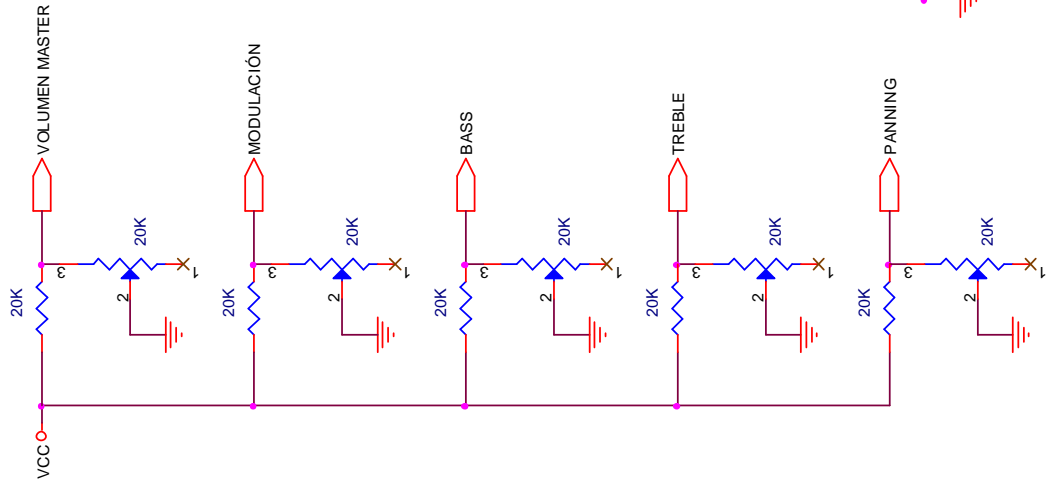 VOLUMEN MASTER
20K
20K
3
2
1
MODULACIÓN
20K
20K
3
2
1
BASS
20K
20K
3
2
1
TREBLE
20K
20K
3
2
1
PANNING
20K
20K
3
2
1
VCC